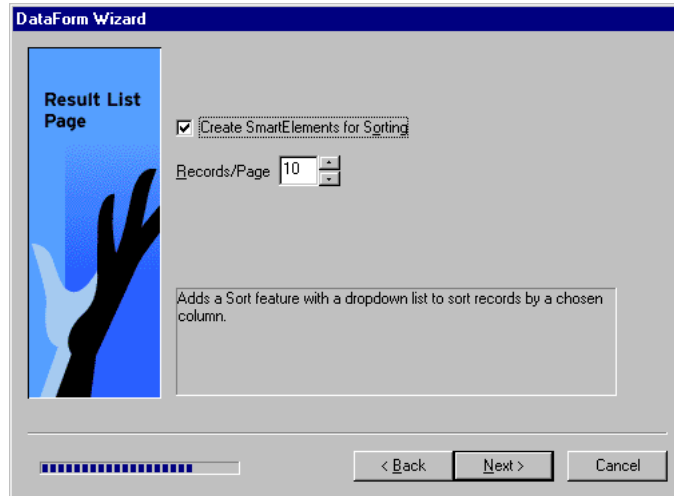 DataForm Wizard
Result List
Page
Create SmartElements for Sorting
Records/Page 10
Adds a Sort feature with a dropdown list to sort records by a chosen
column.
< Back Next > Cancel